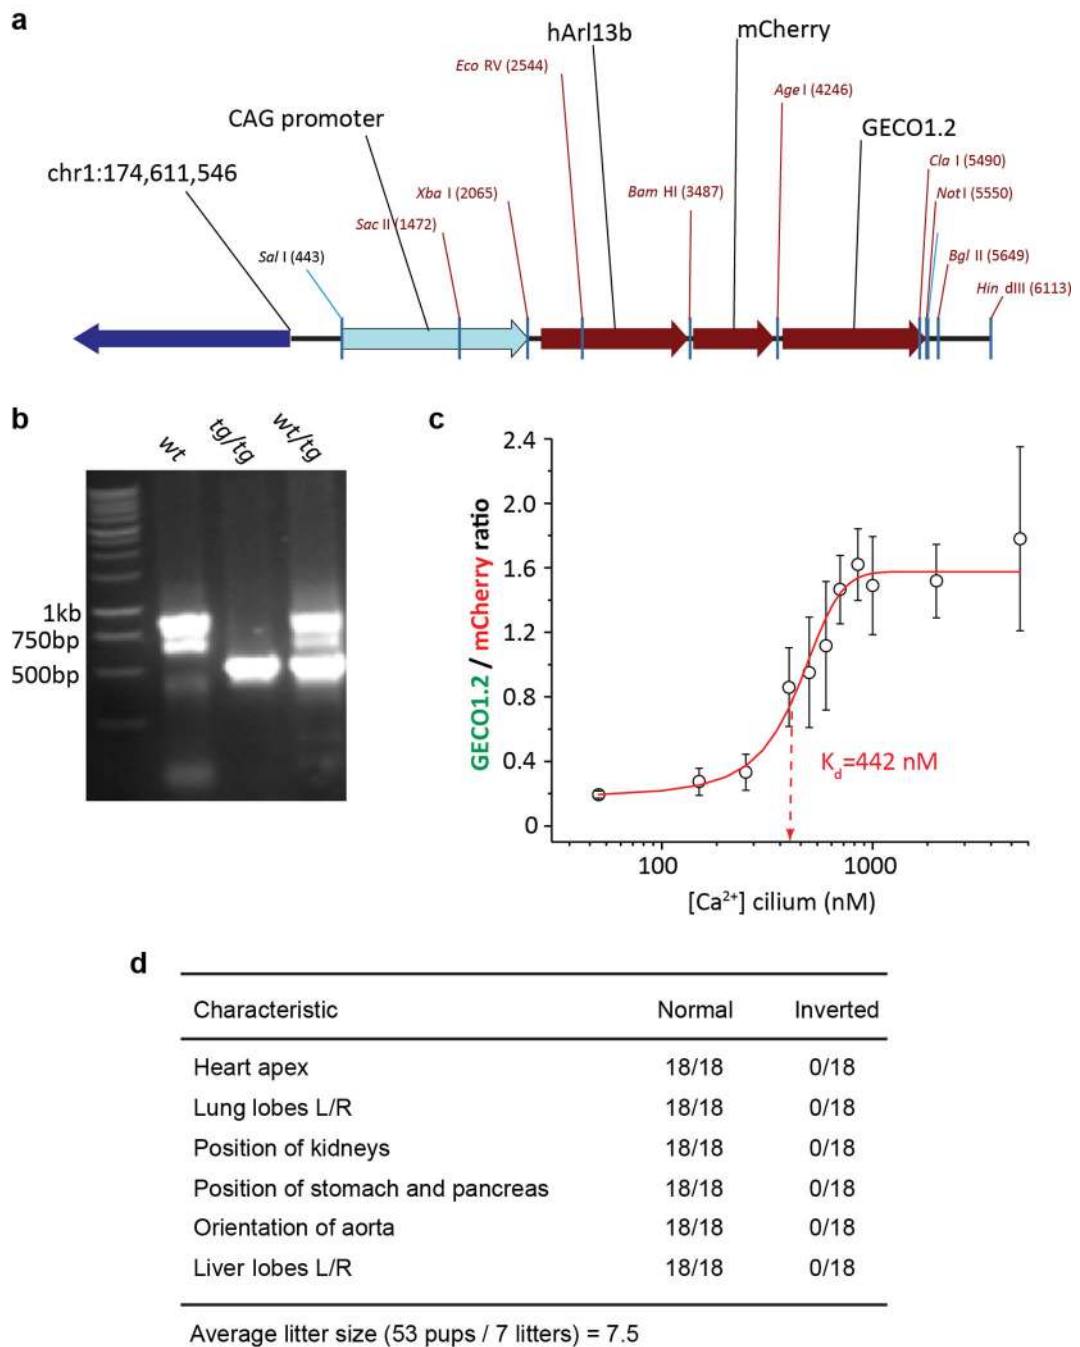 a
hArl13b
mCherry
Eco RV (2544)
Age I (4246)
CAG promoter
GECO1.2
chr1:174,611,546
Cla I (5490)
Xba I (2065)
Bam HI (3487)
Not I (5550)
Sac II (1472)
Sal I (443)
Bgl II (5649)
Hin dIII (6113)
b
wt
tg/tg
wt/tg
1kb
750bp
500bp
c
GECO1.2 / mCherry ratio
2.4
2.0
1.6
1.2
0.8
0.4
0
Kd=442 nM
100 1000
[Ca2+] cilium (nM)
d
Characteristic Normal Inverted
Heart apex 18/18 0/18
Lung lobes L/R 18/18 0/18
Position of kidneys 18/18 0/18
Position of stomach and pancreas 18/18 0/18
Orientation of aorta 18/18 0/18
Liver lobes L/R 18/18 0/18
Average litter size (53 pups / 7 litters) = 7.5